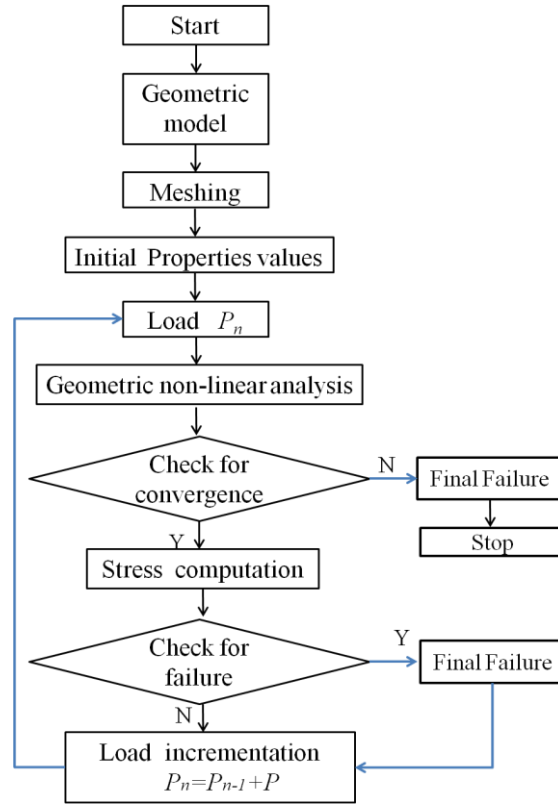 Start
Geometric
model
Meshing
Initial Properties values
Load P_n
Geometric non-linear analysis
Check for
convergence
N
Final Failure
Stop
Y
Stress computation
Check for
failure
Y
Final Failure
N
Load incrementation
P_n=P_{n-1}+P